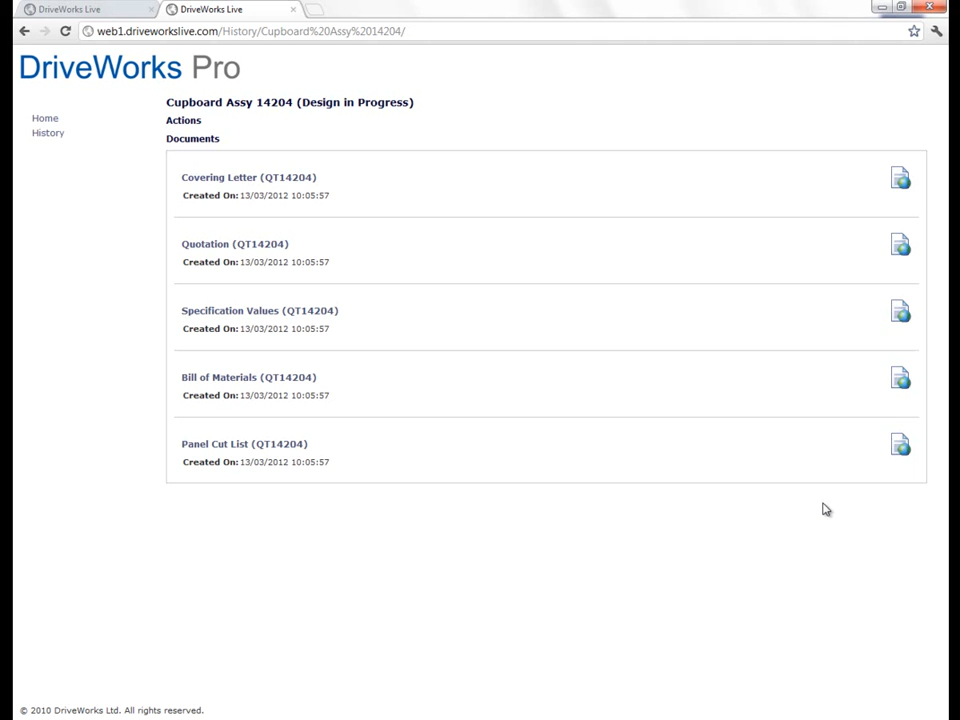 DriveWorks Live
DriveWorks Live
web1.driveworkslive.com/History/Cupboard%20Assy%2014204/
DriveWorks Pro
Home
History
Cupboard Assy 14204 (Design in Progress)
Actions
Documents
Covering Letter (QT14204)
Created On: 13/03/2012 10:05:57
Quotation (QT14204)
Created On: 13/03/2012 10:05:57
Specification Values (QT14204)
Created On: 13/03/2012 10:05:57
Bill of Materials (QT14204)
Created On: 13/03/2012 10:05:57
Panel Cut List (QT14204)
Created On: 13/03/2012 10:05:57
© 2010 DriveWorks Ltd. All rights reserved.